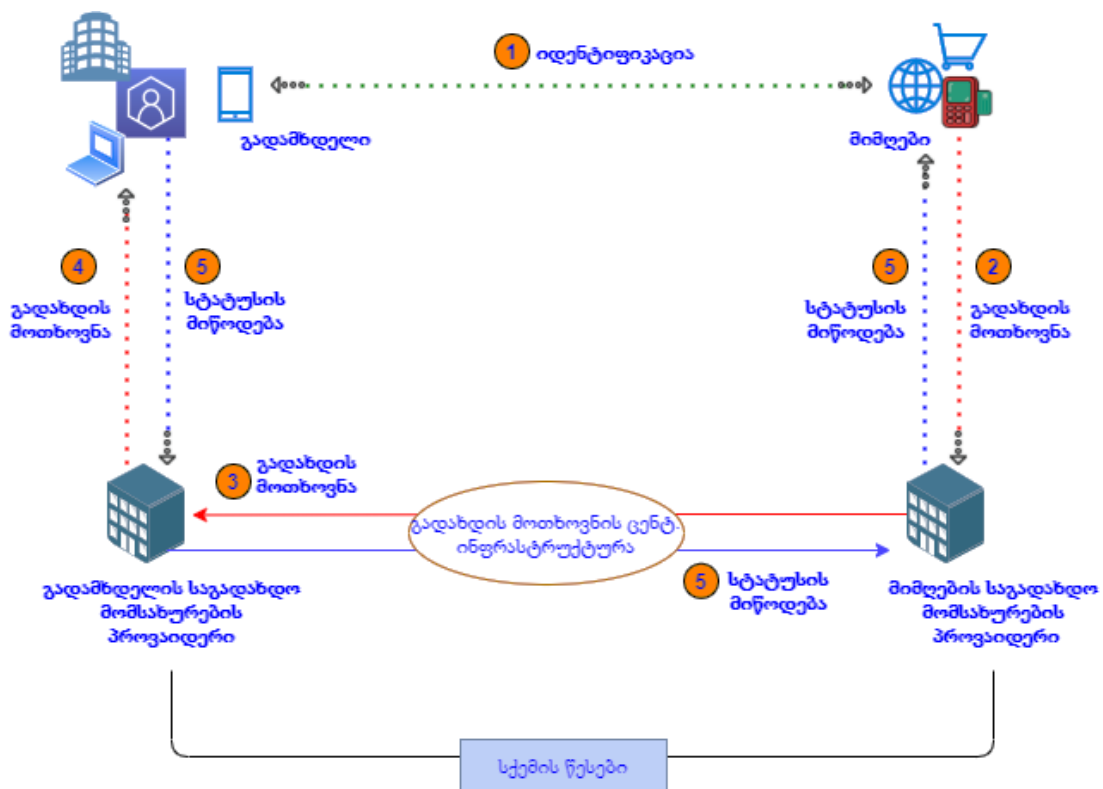 1 იდენტიფიკაცია
გადამხდელი
მიმღები
4
გადახდის
მოთხოვნა
5
სტატუსის
მიწოდება
5
სტატუსის
მიწოდება
2
გადახდის
მოთხოვნა
3 გადახდის
მოთხოვნა
გადახდის მოთხოვნის ცენტ.
ინფრასტრუქტურა
5 სტატუსის
მიწოდება
გადამხდელის საგადახდო
მომსახურების
პროვაიდერი
მიმღების საგადახდო
მომსახურების
პროვაიდერი
სქემის წესები